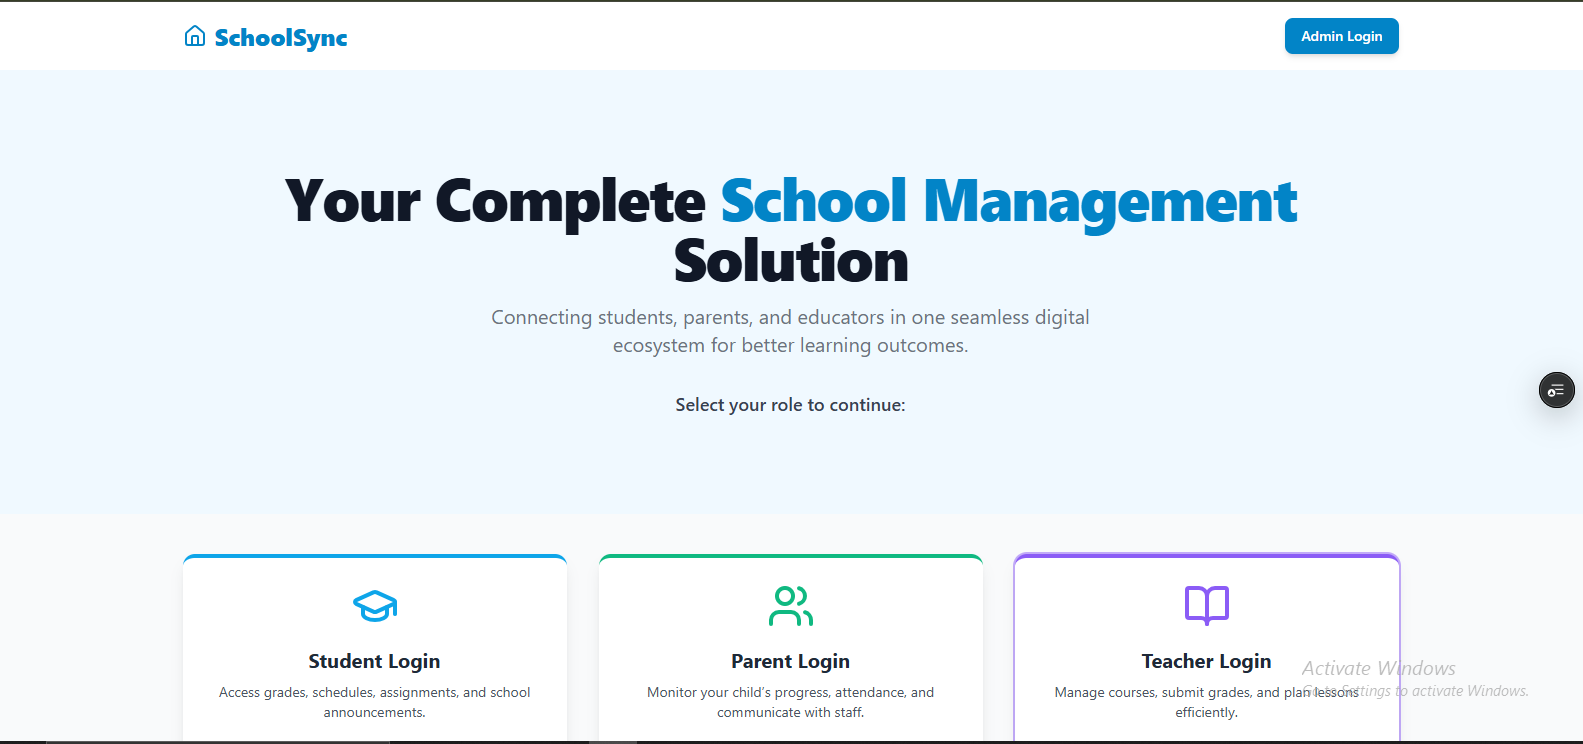 SchoolSync
Admin Login
Your Complete School Management
Solution
Connecting students, parents, and educators in one seamless digital
ecosystem for better learning outcomes.
Select your role to continue:
Student Login
Access grades, schedules, assignments, and school
announcements.
Parent Login
Monitor your child's progress, attendance, and
communicate with staff.
Teacher Login
Manage courses, submit grades, and plan lessons
efficiently.
Activate Windows
Go to Settings to activate Windows.